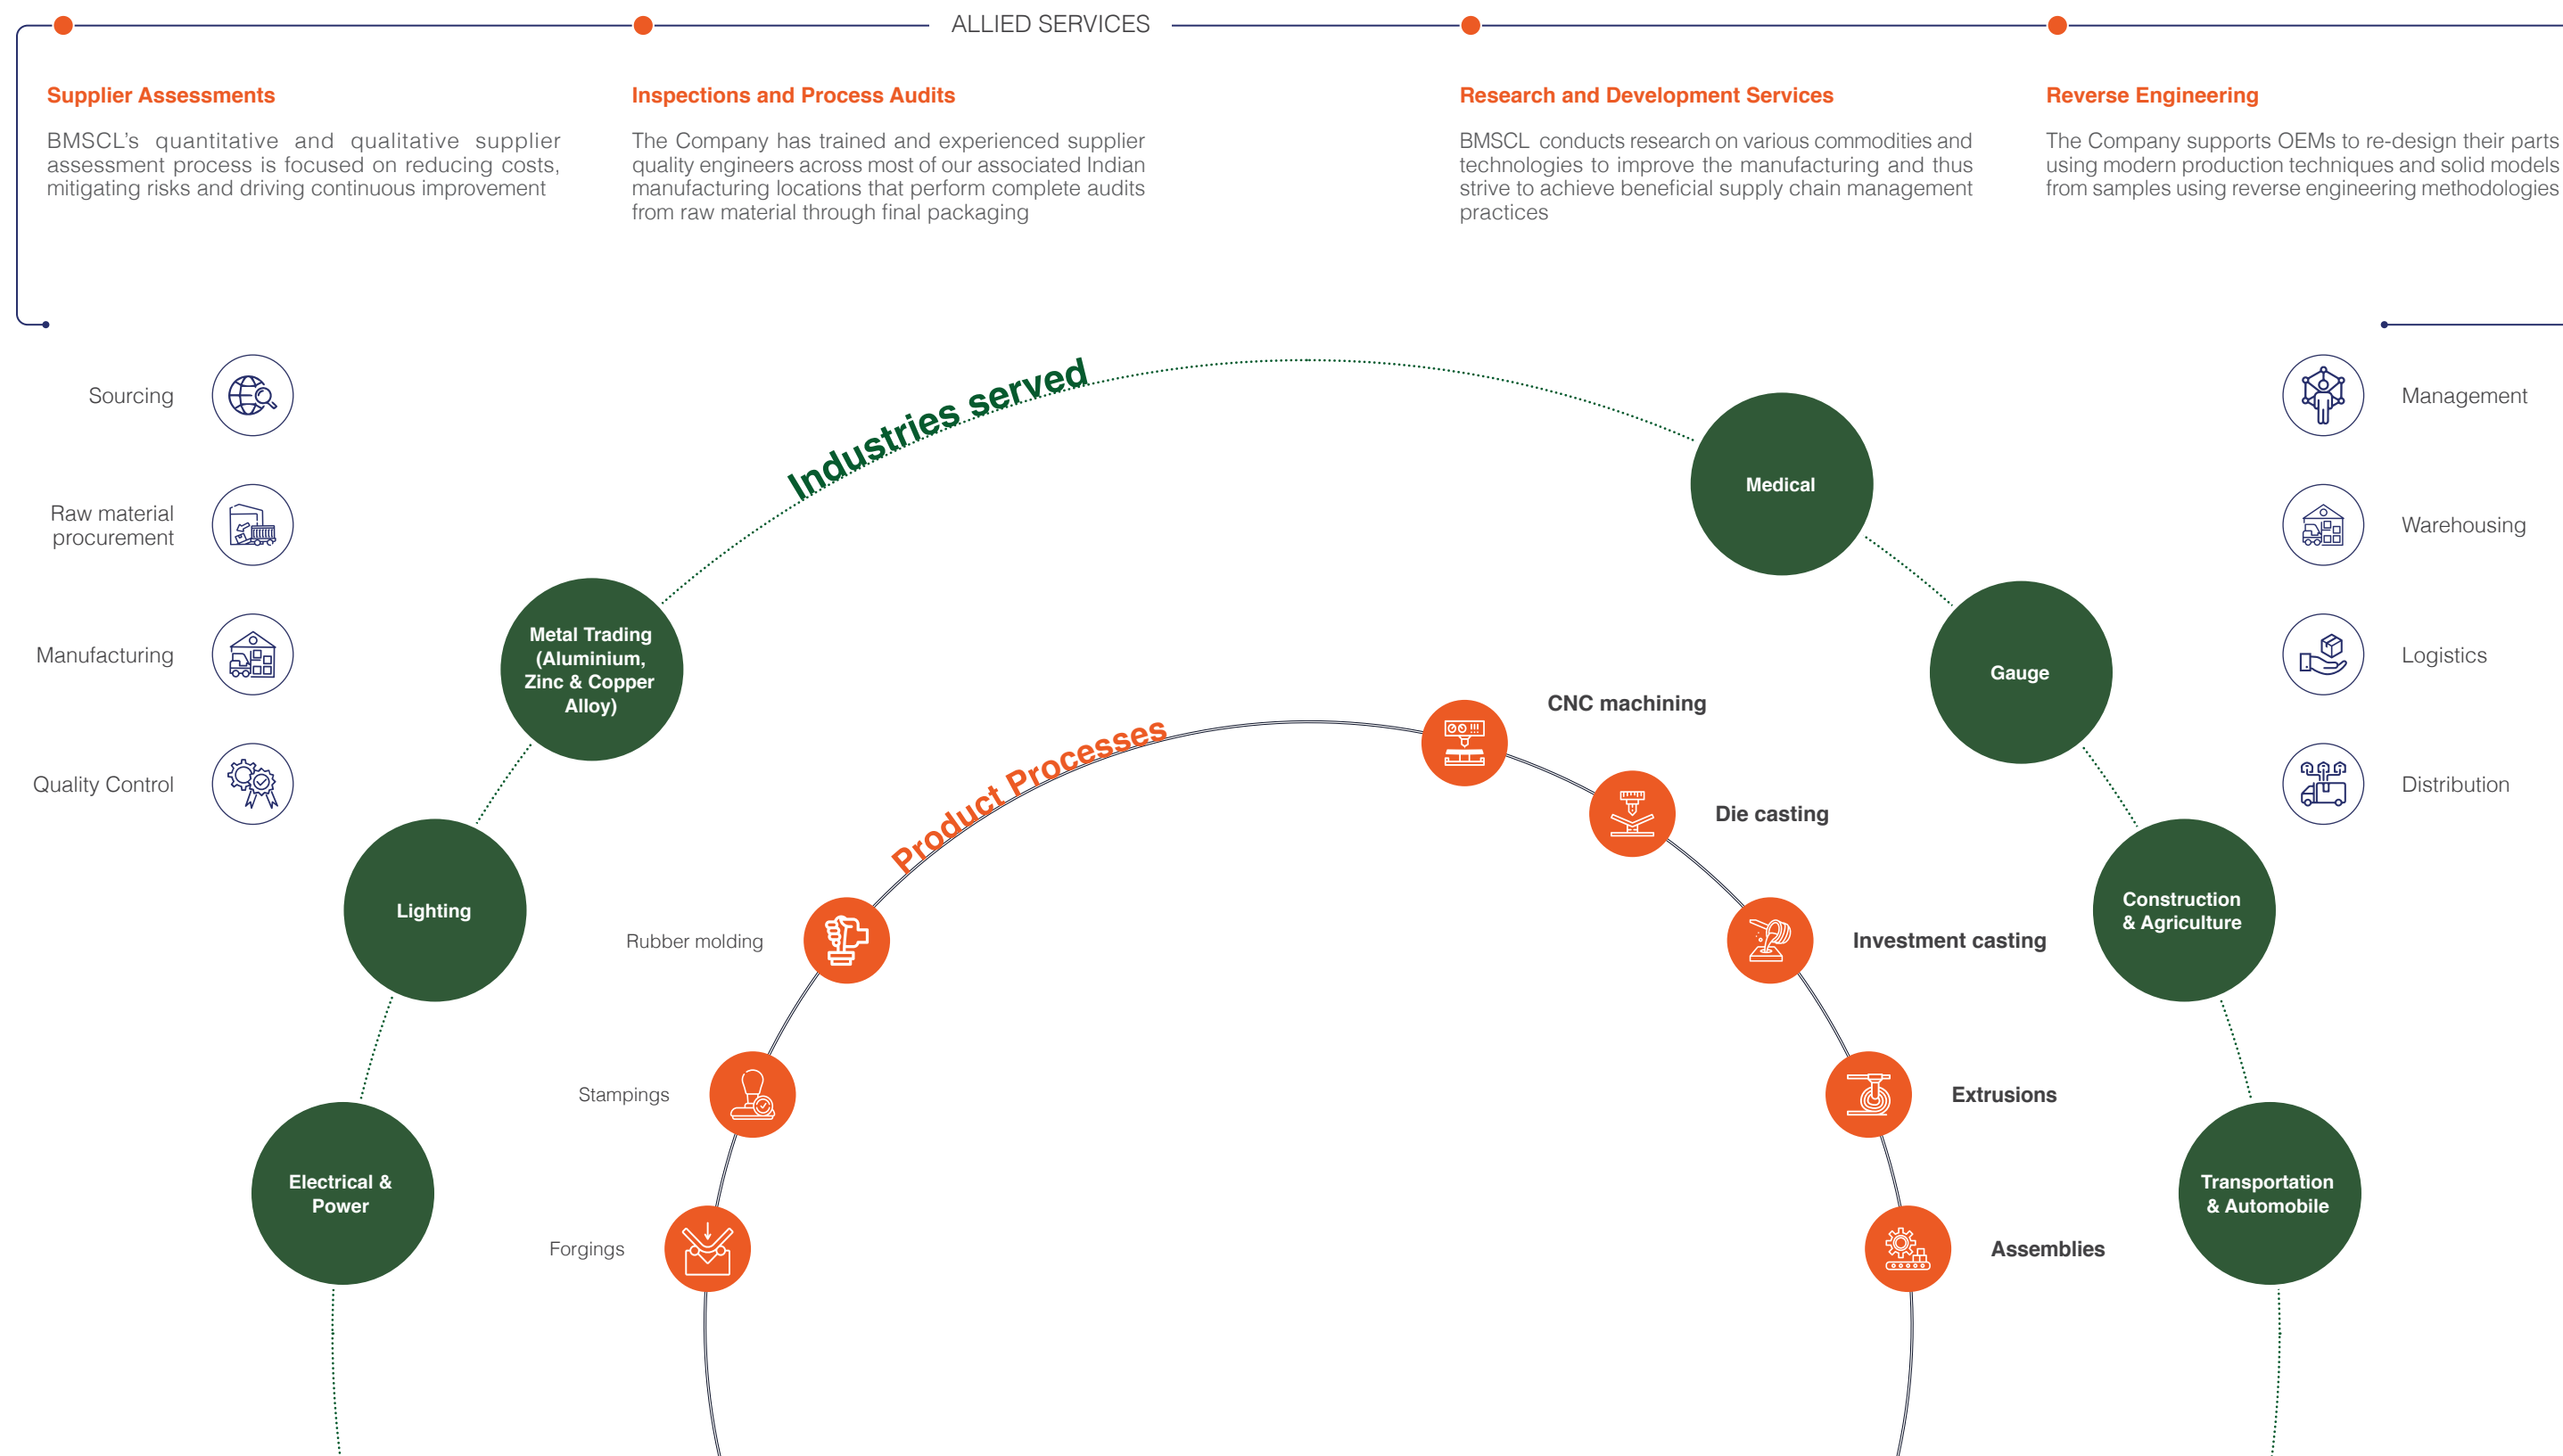 ALLIED SERVICES
Supplier Assessments
BMSCL’s quantitative and qualitative supplier
assessment process is focused on reducing costs,
mitigating risks and driving continuous improvement
Inspections and Process Audits
The Company has trained and experienced supplier
quality engineers across most of our associated Indian
manufacturing locations that perform complete audits
from raw material through final packaging
Research and Development Services
BMSCL conducts research on various commodities and
technologies to improve the manufacturing and thus
strive to achieve beneficial supply chain management
practices
Reverse Engineering
The Company supports OEMs to re-design their parts
using modern production techniques and solid models
from samples using reverse engineering methodologies
Sourcing
Raw material
procurement
Manufacturing
Quality Control
Industries served
Metal Trading
(Aluminium,
Zinc & Copper
Alloy)
Lighting
Electrical &
Power
Medical
Gauge
Construction
& Agriculture
Transportation
& Automobile
Product Processes
Rubber molding
Stampings
Forgings
CNC machining
Die casting
Investment casting
Extrusions
Assemblies
Management
Warehousing
Logistics
Distribution